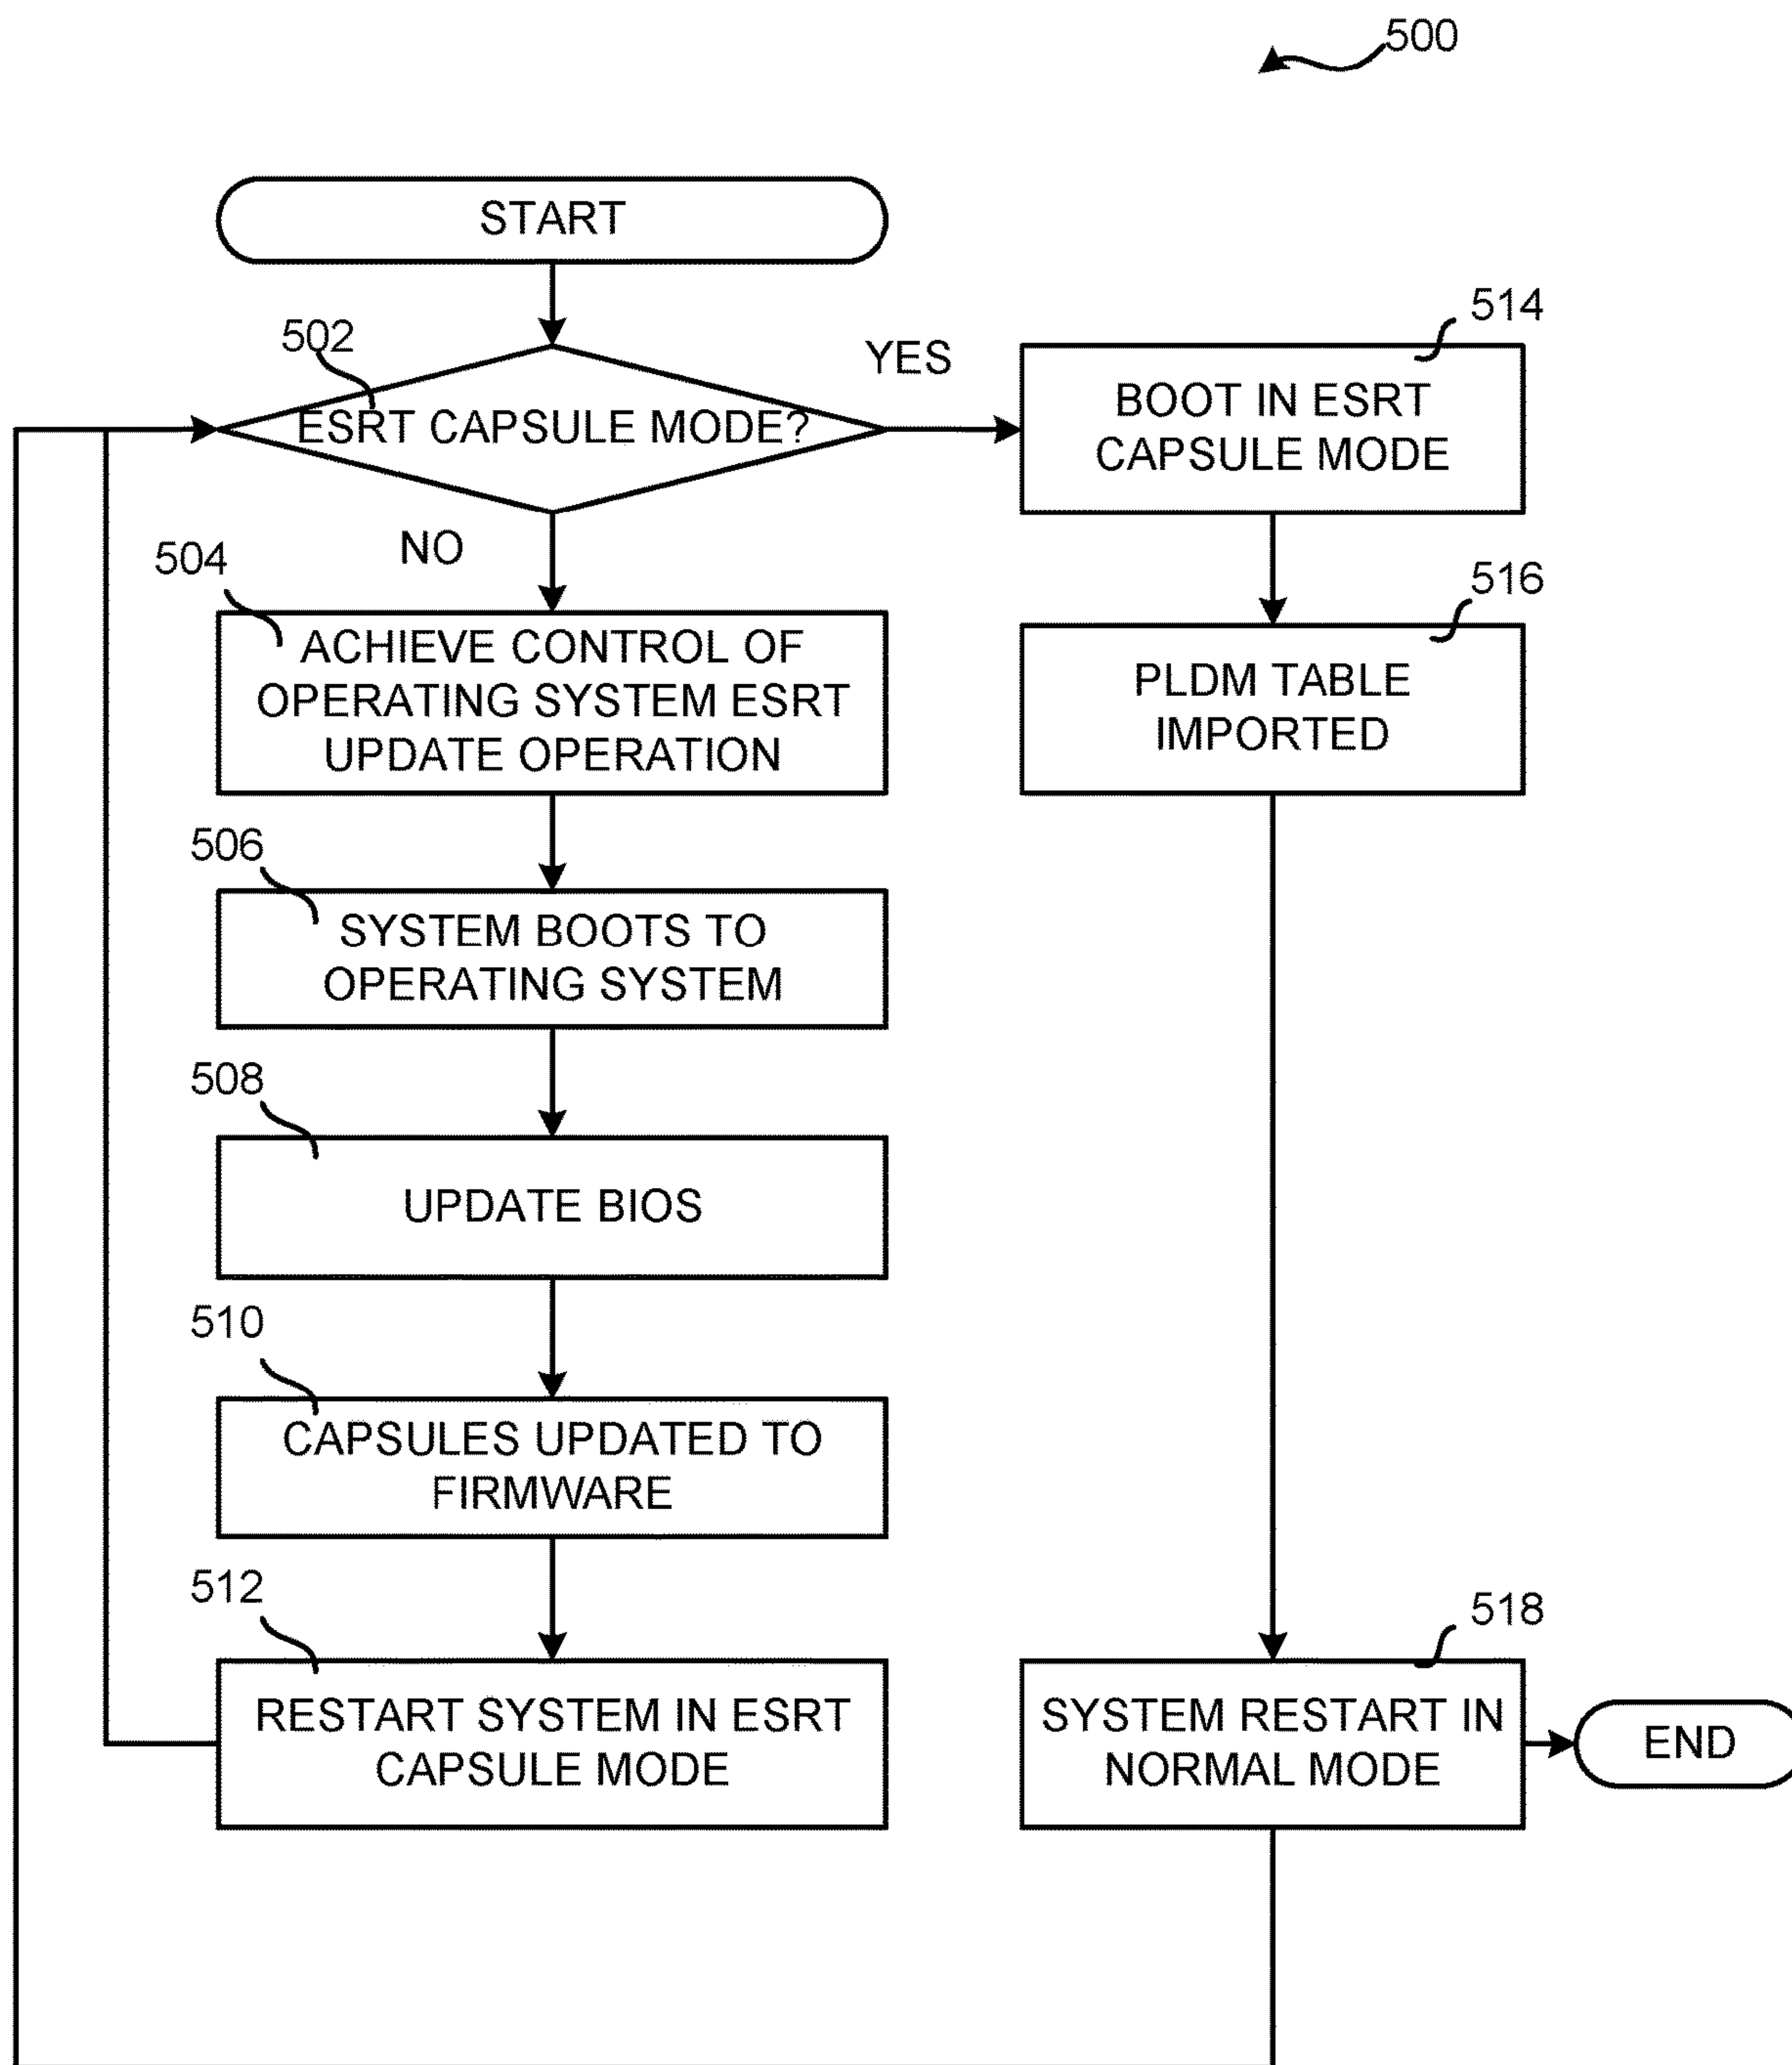 500
START
502
ESRT CAPSULE MODE?
YES
NO
514
BOOT IN ESRT
CAPSULE MODE
504
ACHIEVE CONTROL OF
OPERATING SYSTEM ESRT
UPDATE OPERATION
516
PLDM TABLE
IMPORTED
506
SYSTEM BOOTS TO
OPERATING SYSTEM
508
UPDATE BIOS
510
CAPSULES UPDATED TO
FIRMWARE
512
RESTART SYSTEM IN ESRT
CAPSULE MODE
518
SYSTEM RESTART IN
NORMAL MODE
END